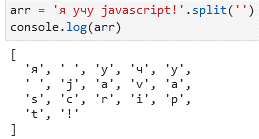 arr = 'я учу javascript!'.split('')
console.log(arr)
[
'я', ' ', 'у', 'ч', 'у',
' ', 'j', 'a', 'v', 'a',
's', 'c', 'r', 'i', 'p',
't', '!'
]